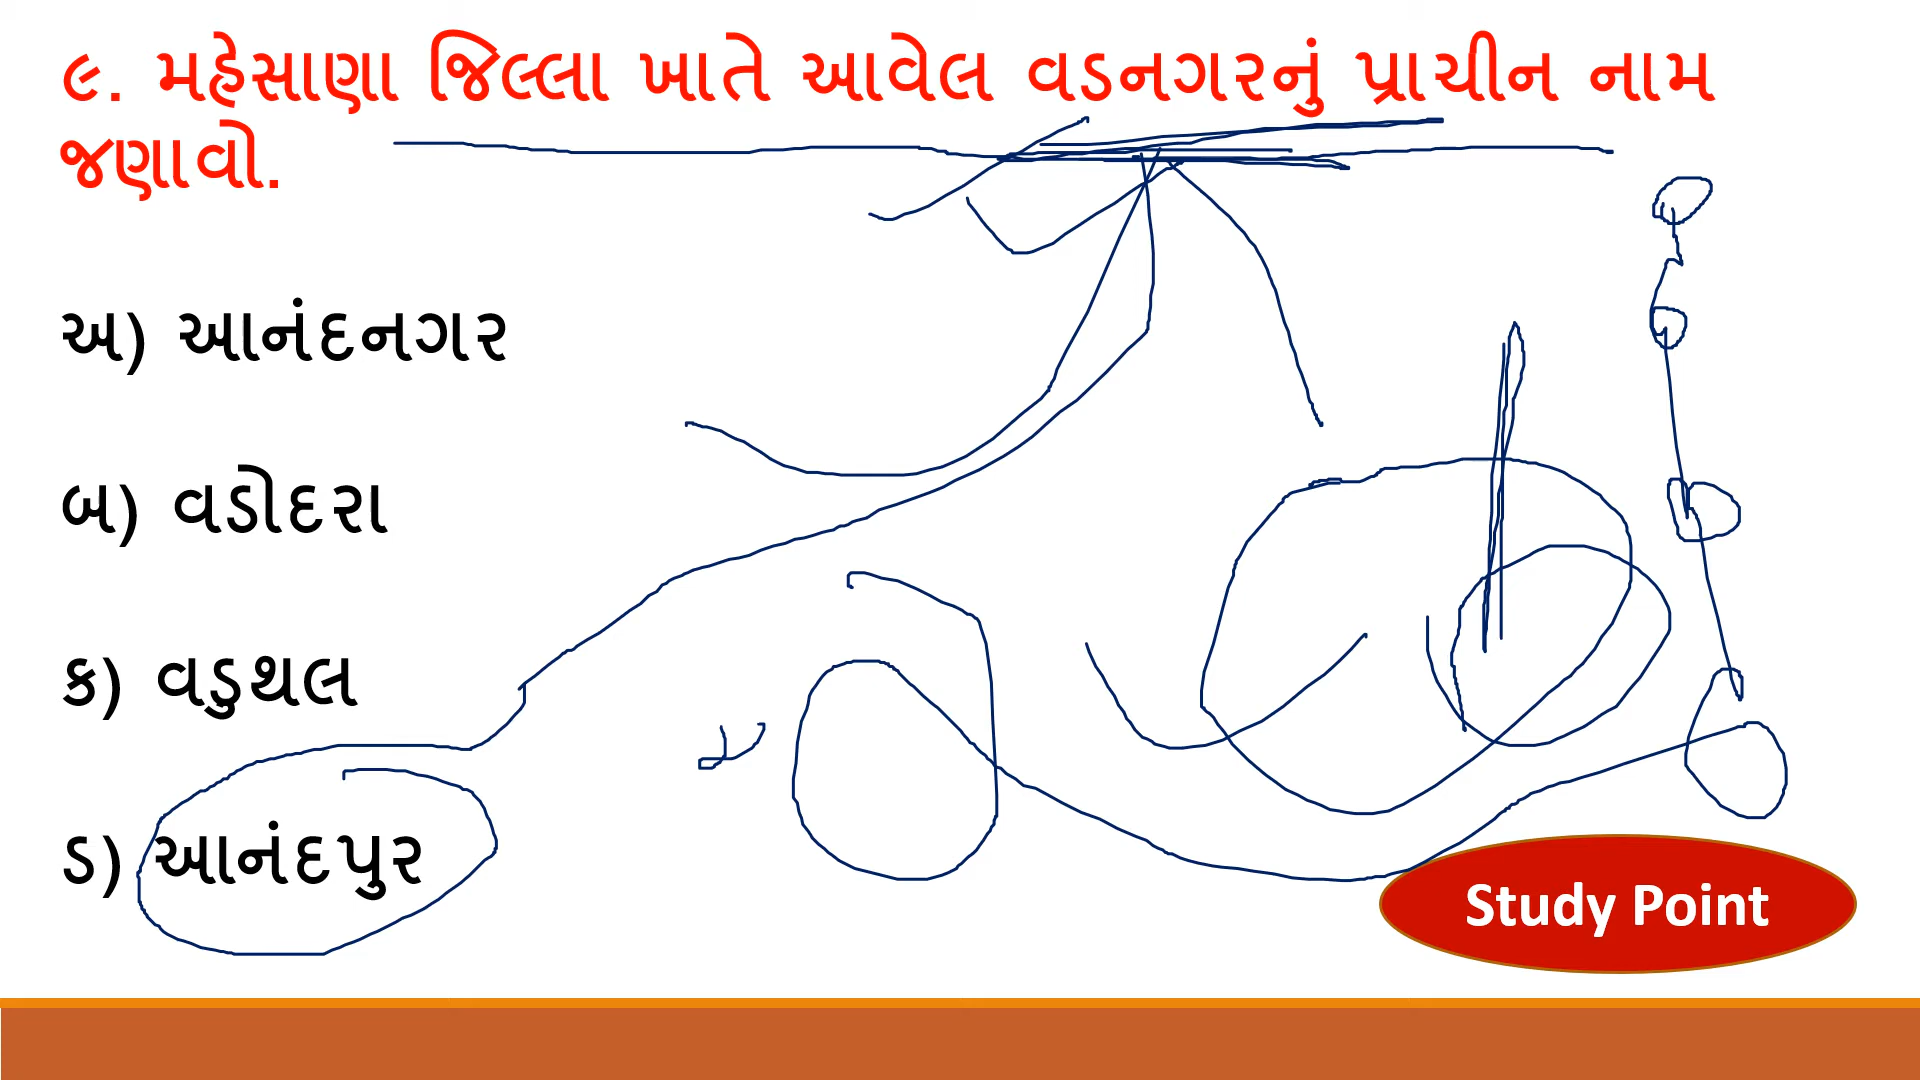 ૯. મહેસાણા જિલ્લા ખાતે આવેલ વડનગરનું પ્રાચીન નામ
જણાવો.
અ) આનંદનગર
બ) વડોદરા
ક) વડુથલ
ડ) આનંદપુર
Study Point